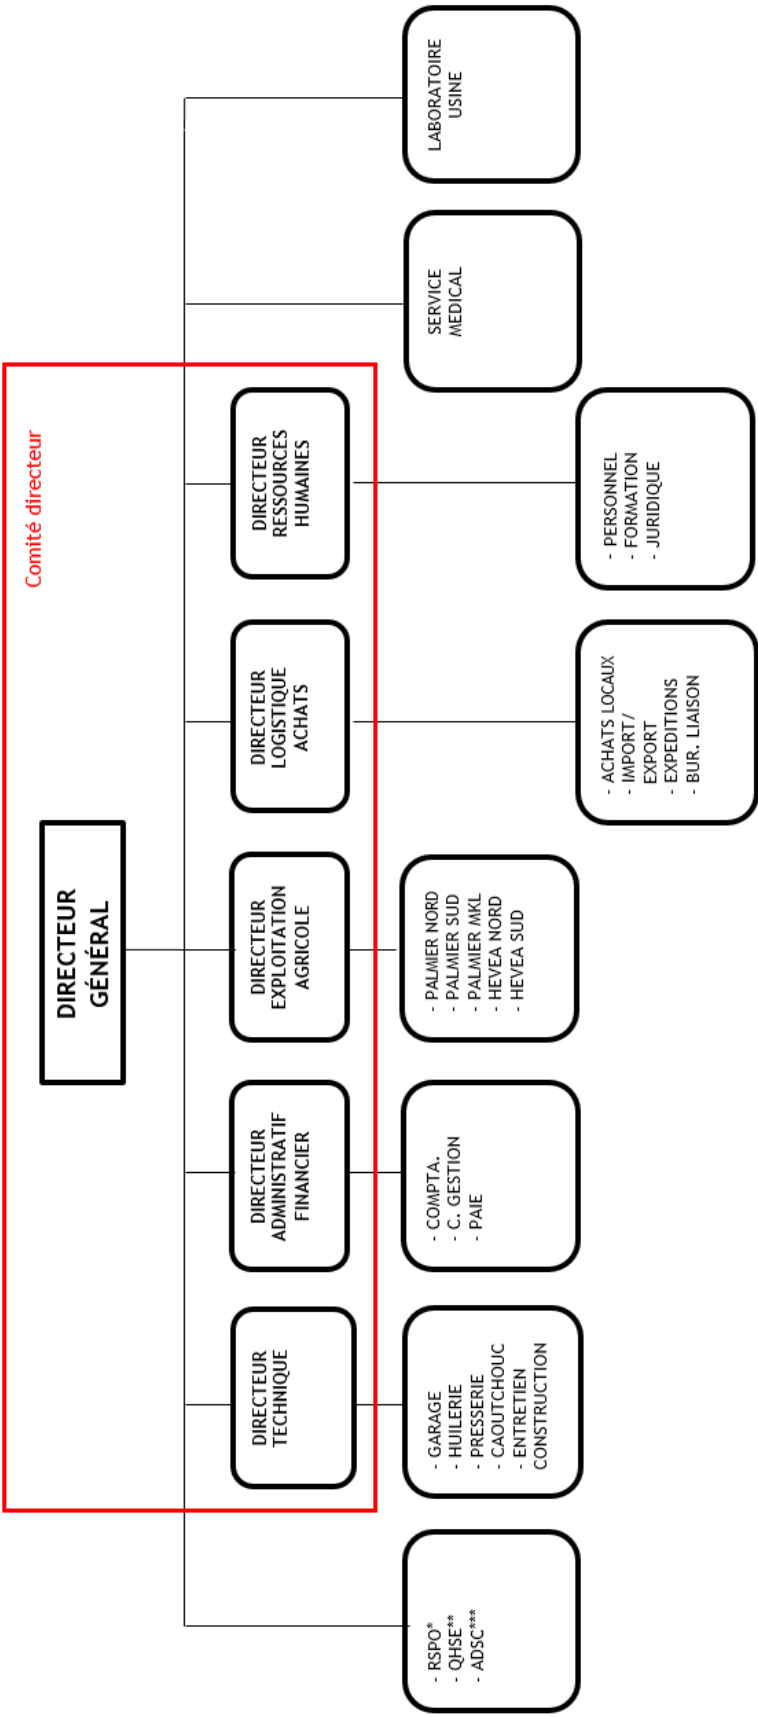 Comité directeur
DIRECTEUR
GÉNÉRAL
DIRECTEUR
TECHNIQUE
DIRECTEUR
ADMINISTRATIF
FINANCIER
DIRECTEUR
EXPLOITATION
AGRICOLE
DIRECTEUR
LOGISTIQUE
ACHATS
DIRECTEUR
RESSOURCES
HUMAINES
- RSPO*
- QHSE**
- ADSC***
- GARAGE
- HUILERIE
- PRESSERIE
- CAOUTCHOUC
- ENTRETIEN
CONSTRUCTION
- COMPTA.
- C. GESTION
- PAIE
- PALMIER NORD
- PALMIER SUD
- PALMIER MKL
- HEVEA NORD
- HEVEA SUD
- ACHATS LOCAUX
- IMPORT/
EXPORT
- EXPEDITIONS
- BUR. LIAISON
- PERSONNEL
- FORMATION
- JURIDIQUE
SERVICE
MEDICAL
LABORATOIRE
USINE